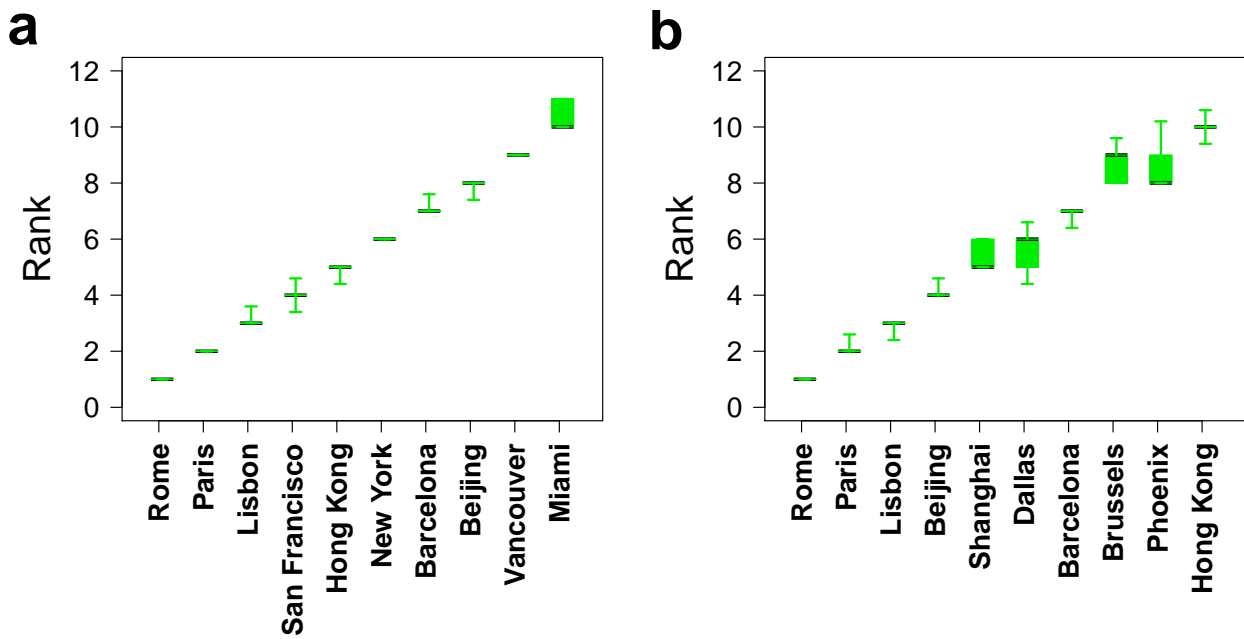 a
Rank
12
10
8
6
4
2
0
Rome
Paris
Lisbon
San Francisco
Hong Kong
New York
Barcelona
Beijing
Vancouver
Miami
b
Rank
12
10
8
6
4
2
0
Rome
Paris
Lisbon
Beijing
Shanghai
Dallas
Barcelona
Brussels
Phoenix
Hong Kong